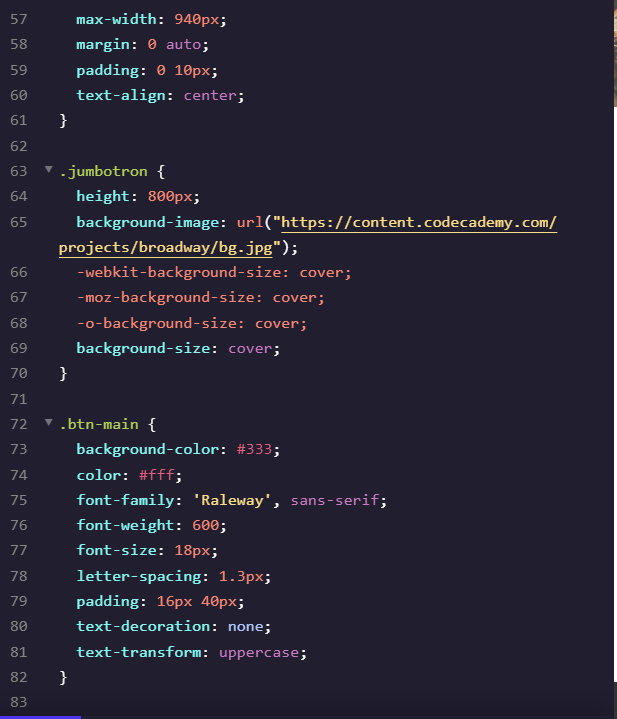 57 max-width: 940px;
58 margin: 0 auto;
59 padding: 0 10px;
60 text-align: center;
61 }
62
63 .jumbotron {
64 height: 800px;
65 background-image: url("https://content.codecademy.com/
projects/broadway/bg.jpg");
66 -webkit-background-size: cover;
67 -moz-background-size: cover;
68 -o-background-size: cover;
69 background-size: cover;
70 }
71
72 .btn-main {
73 background-color: #333;
74 color: #fff;
75 font-family: 'Raleway', sans-serif;
76 font-weight: 600;
77 font-size: 18px;
78 letter-spacing: 1.3px;
79 padding: 16px 40px;
80 text-decoration: none;
81 text-transform: uppercase;
82 }
83